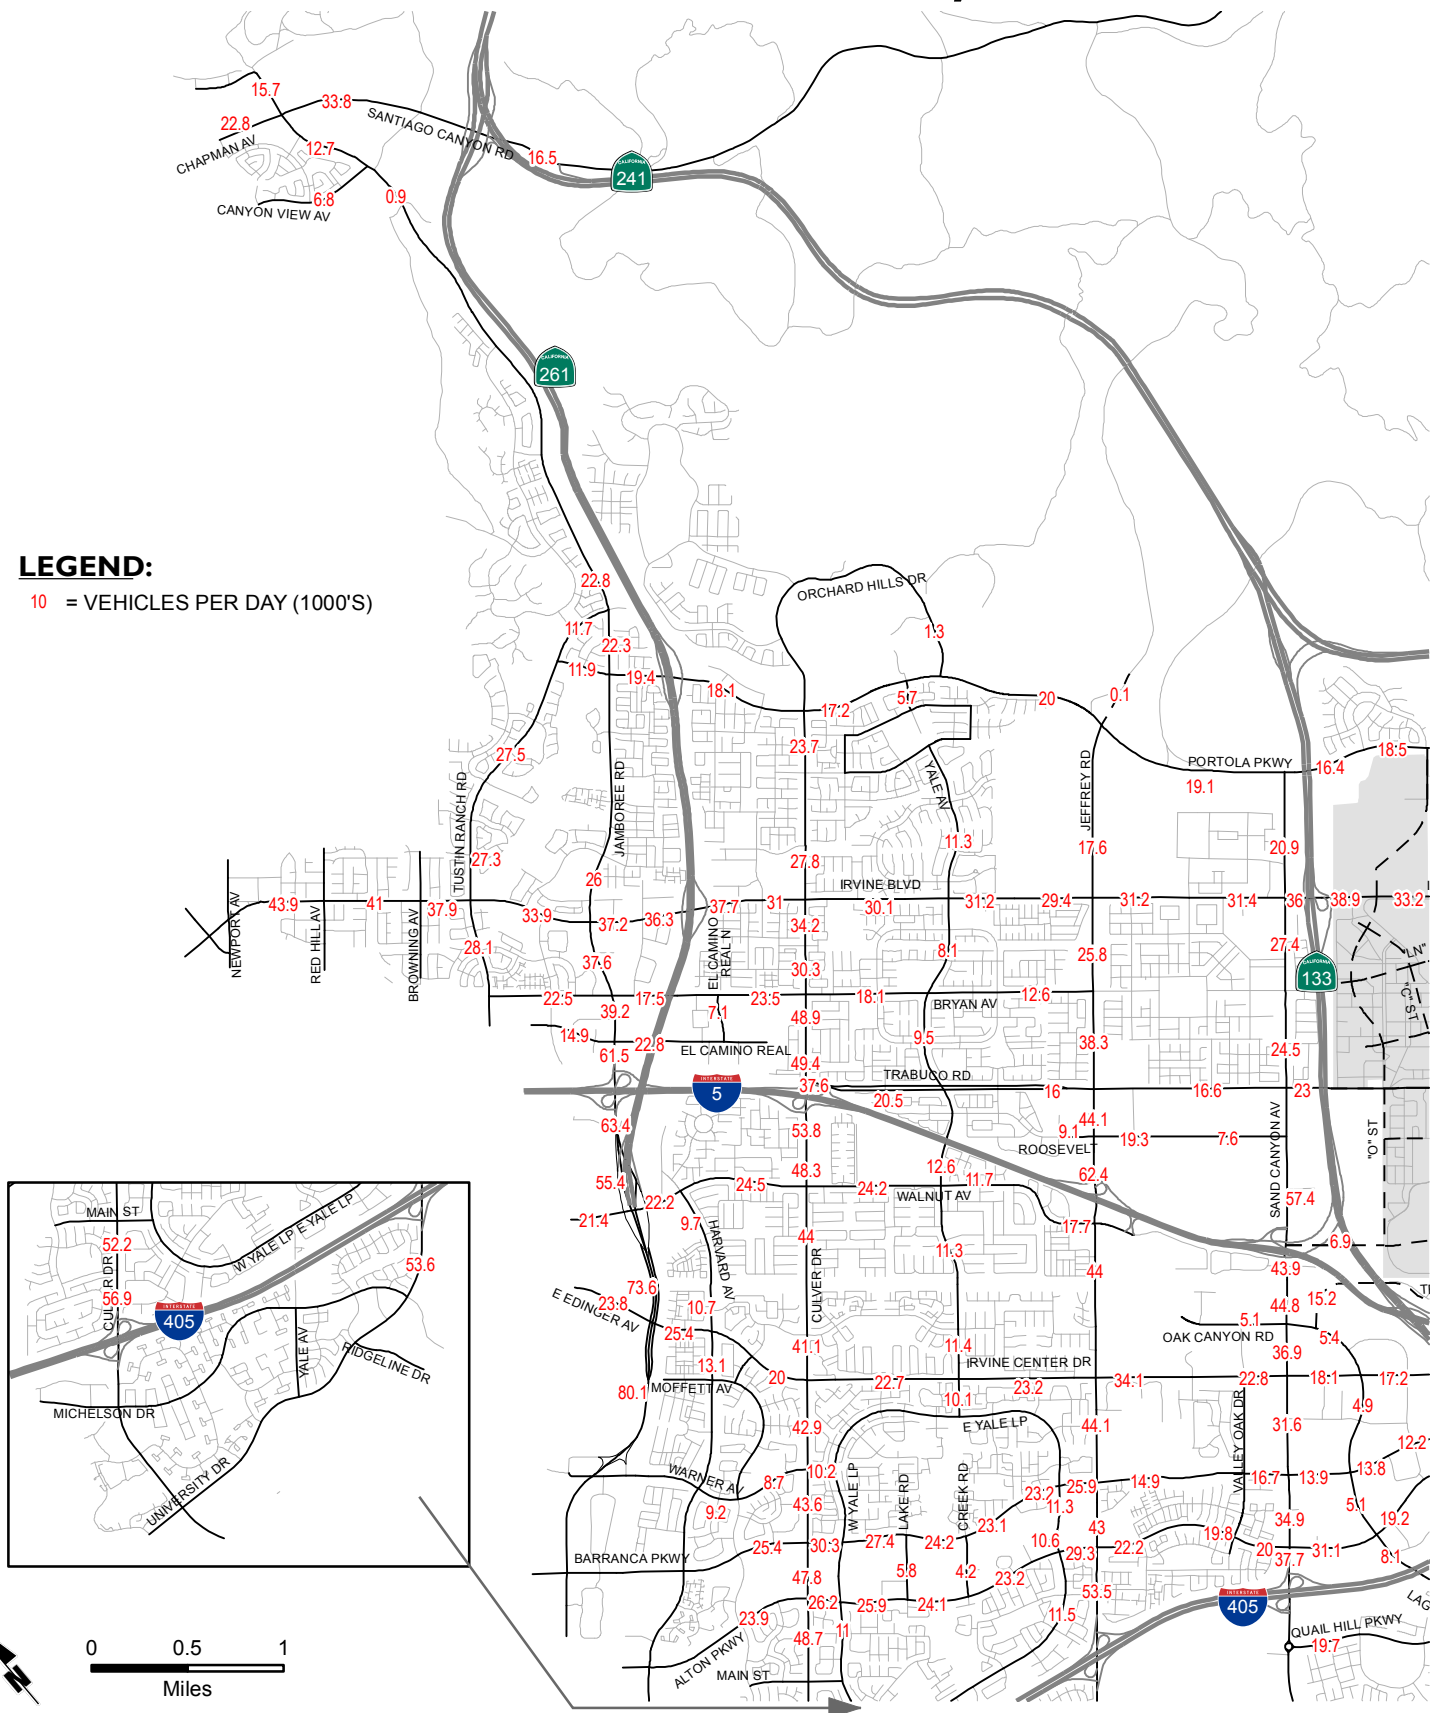 15.7
33.8
SANTIAGO CANYON RD
22.8
CHAPMAN AV
12.7
16.5
CALIFORNIA
241
6.8
0.9
CANYON VIEW AV
CALIFORNIA
261
LEGEND:
10 = VEHICLES PER DAY (1000'S)
22.8
ORCHARD HILLS DR
11.7
1.3
22.3
11.9
19.4
18.1
5.7
20
0.1
17.2
23.7
27.5
18.5
PORTOLA PKWY
16.4
19.1
TUSTIN RANCH RD
JAMBOREE RD
YALE AV
JEFFREY RD
11.3
17.6
20.9
27.3
27.8
26
IRVINE BLVD
43.9
41
37.9
33.9
37.2
36.3
37.7
31
30.1
31.2
29.4
31.2
31.4
36
38.9
33.2
34.2
NEWPORT AV
RED HILL AV
BROWNING AV
28.1
37.6
EL CAMINO
REAL N
30.3
8.1
25.8
27.4
CALIFORNIA
133
"LN"
"C" ST
22.5
17.5
23.5
18.1
12.6
BRYAN AV
39.2
7.1
48.9
14.9
22.8
EL CAMINO REAL
9.5
38.3
24.5
61.5
49.4
TRABUCO RD
INTERSTATE
5
37.6
20.5
16
16.6
23
63.4
53.8
44.1
9.1
19.3
7.6
ROOSEVELT
SAND CANYON AV
"O" ST
55.4
48.3
12.6
62.4
24.5
24.2
WALNUT AV
11.7
57.4
22.2
21.4
9.7
HARVARD AV
17.7
44
11.3
6.9
MAIN ST
W YALE LP
E YALE LP
52.2
CULVER DR
53.6
56.9
INTERSTATE
405
YALE AV
RIDGELINE DR
MICHELSON DR
UNIVERSITY DR
73.6
E EDINGER AV
23.8
10.7
CULVER DR
44
43.9
44.8
15.2
5.1
OAK CANYON RD
5.4
25.4
41.1
11.4
36.9
13.1
IRVINE CENTER DR
80.1
MOFFETT AV
20
22.7
23.2
34.1
22.8
18.1
17.2
10.1
4.9
42.9
E YALE LP
44.1
VALLEY OAK DR
31.6
12.2
WARNER AV
8.7
10.2
W YALE LP
LAKE RD
CREEK RD
23.2
25.9
14.9
16.7
13.9
13.8
9.2
43.6
11.3
5.1
23.1
43
34.9
19.2
25.4
30.3
27.4
24.2
10.6
29.3
22.2
19.8
20
31.1
BARRANCA PKWY
37.7
8.1
47.8
5.8
4.2
23.2
53.5
INTERSTATE
405
26.2
25.9
24.1
23.9
11.5
48.7
11
QUAIL HILL PKWY
19.7
ALTON PKWY
MAIN ST
0 0.5 1
Miles
N